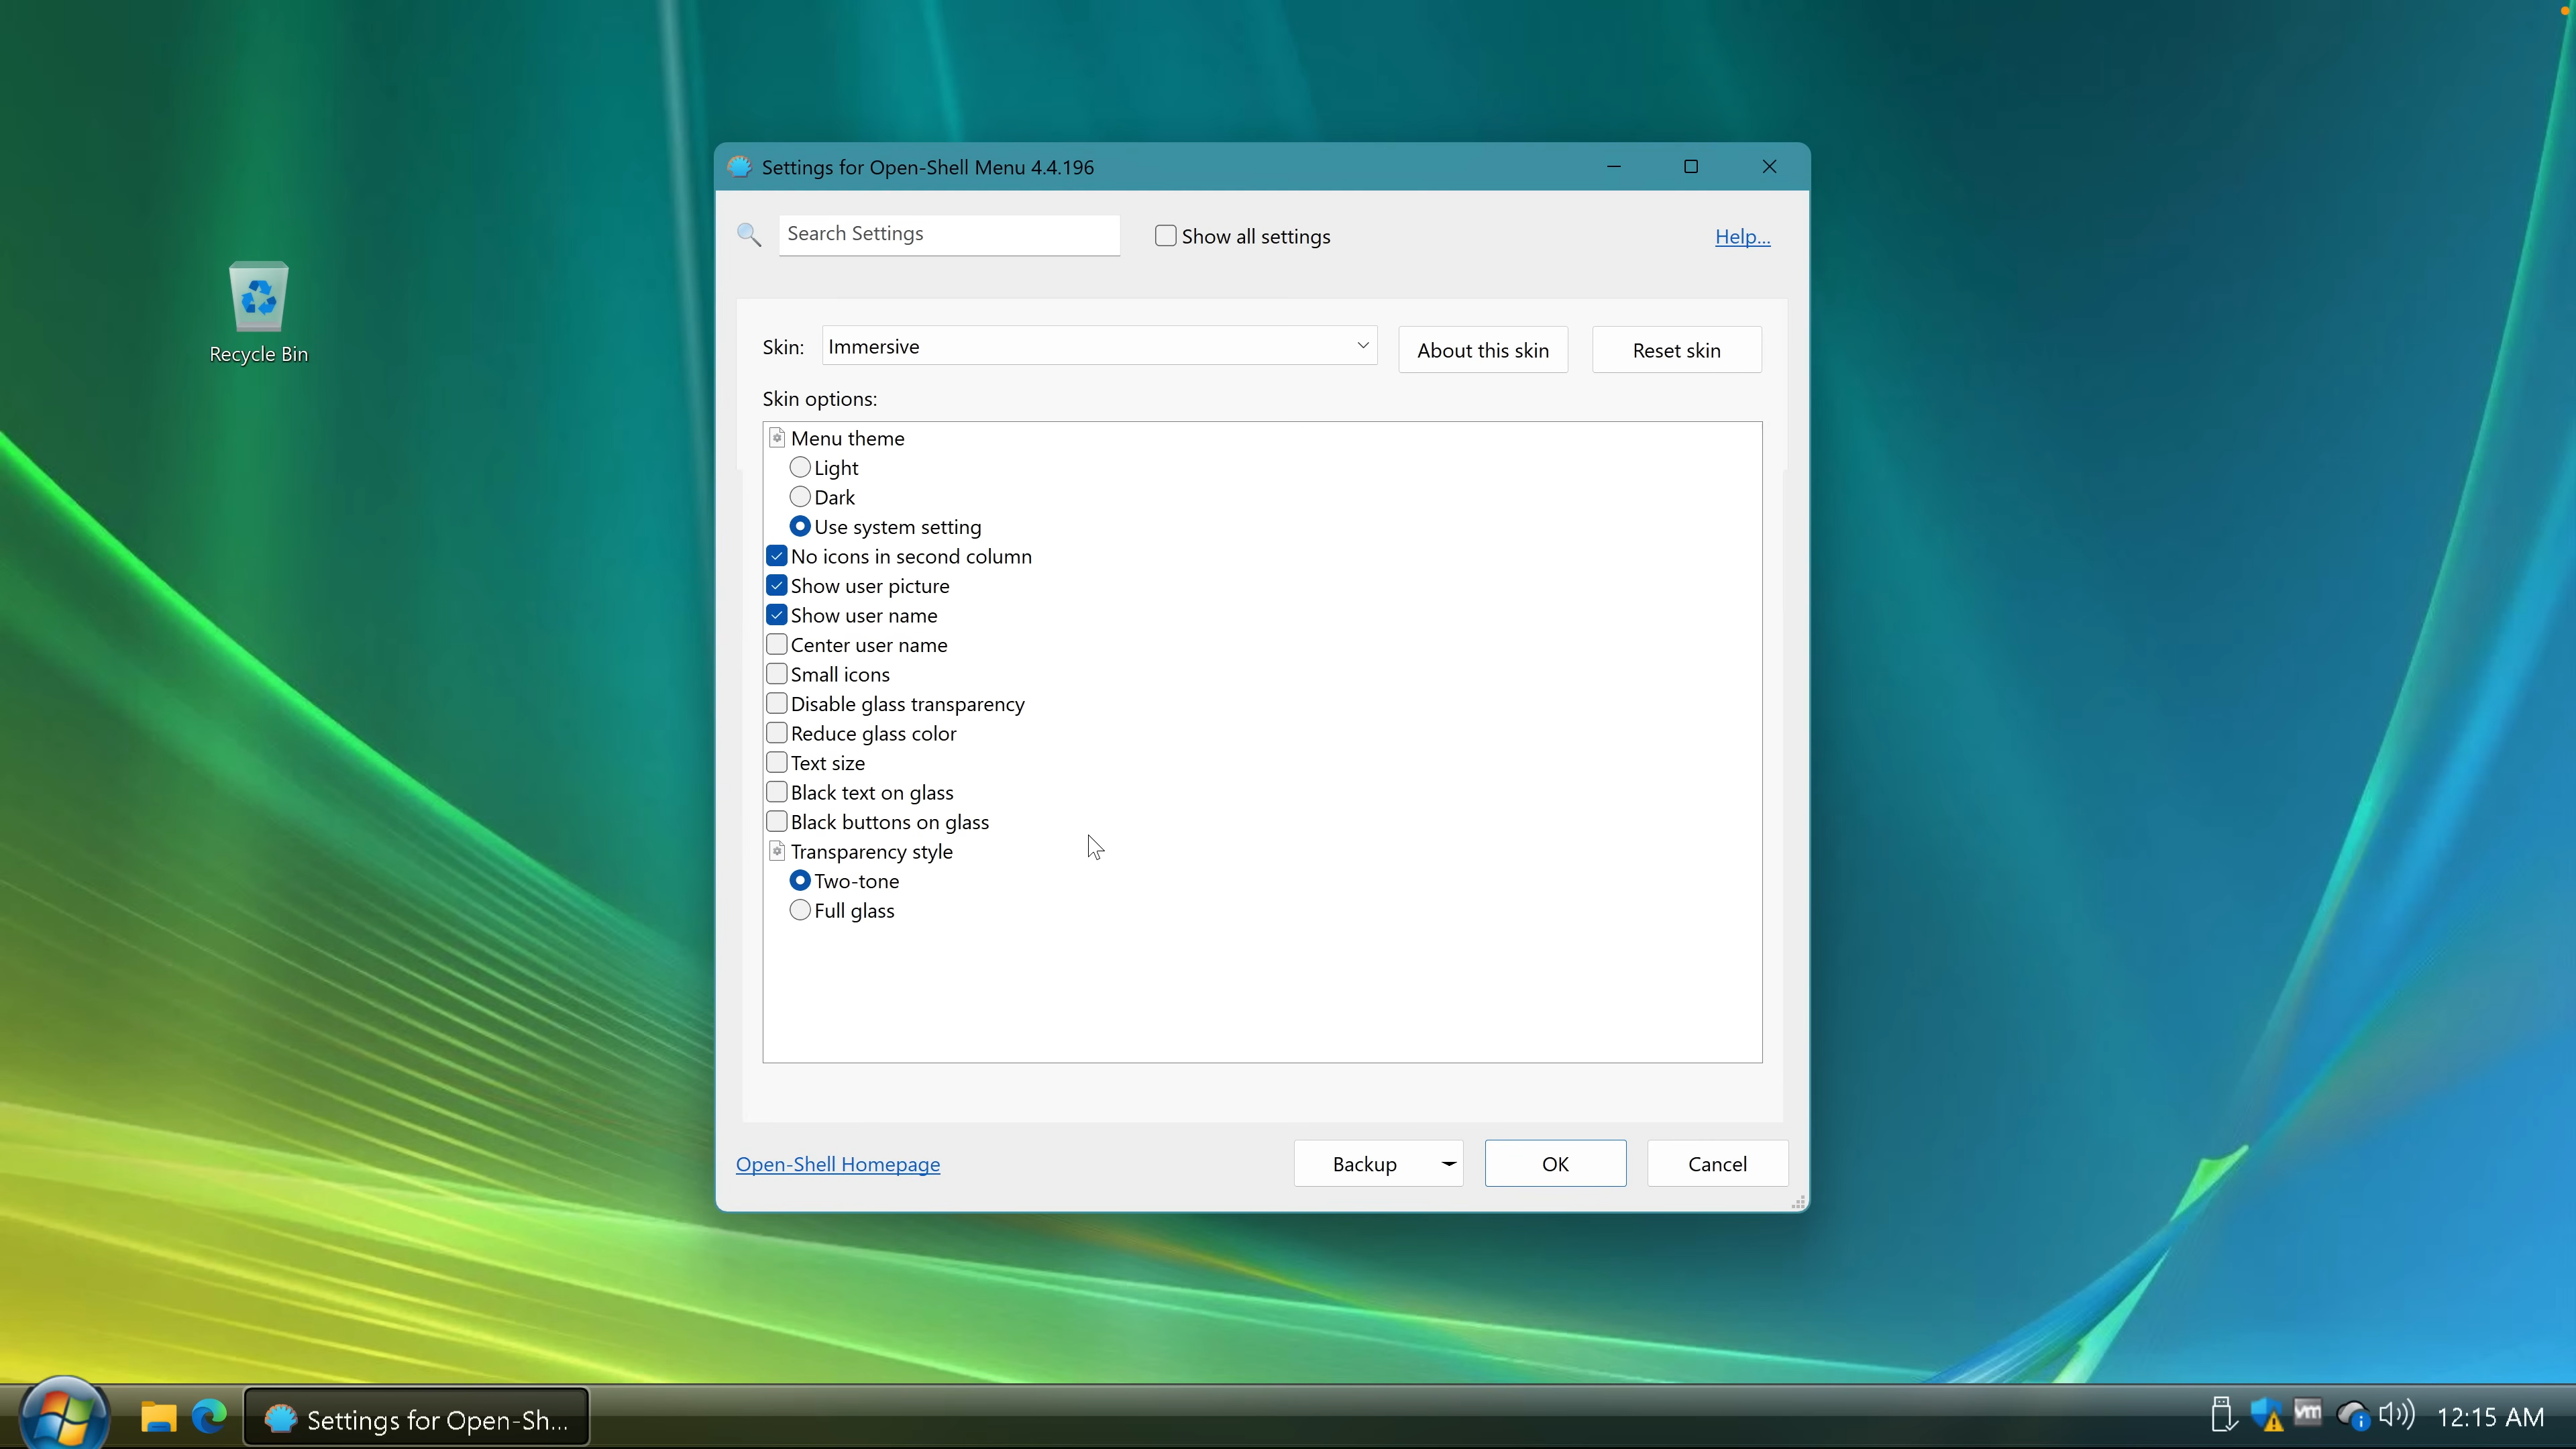 Settings for Open-Shell Menu 4.4.196
Search Settings
Show all settings
Help...
Recycle Bin
Skin:
Immersive
About this skin
Reset skin
Skin options:
Menu theme
Light
Dark
Use system setting
No icons in second column
Show user picture
Show user name
Center user name
Small icons
Disable glass transparency
Reduce glass color
Text size
Black text on glass
Black buttons on glass
Transparency style
Two-tone
Full glass
Open-Shell Homepage
Backup
OK
Cancel
Settings for Open-Sh...
vm
12:15 AM